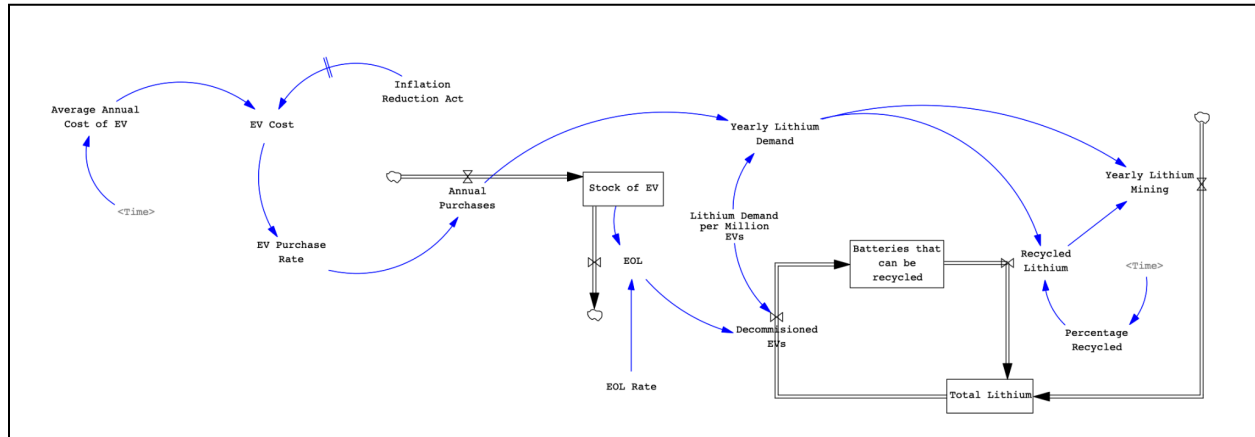 Average Annual
Cost of EV
EV Cost
Inflation
Reduction Act
<Time>
EV Purchase
Rate
Annual
Purchases
Stock of EV
EOL
EOL Rate
Yearly Lithium
Demand
Lithium Demand
per Million
EVs
Decommisioned
EVs
Batteries that
can be
recycled
Total Lithium
Recycled
Lithium
Yearly Lithium
Mining
<Time>
Percentage
Recycled